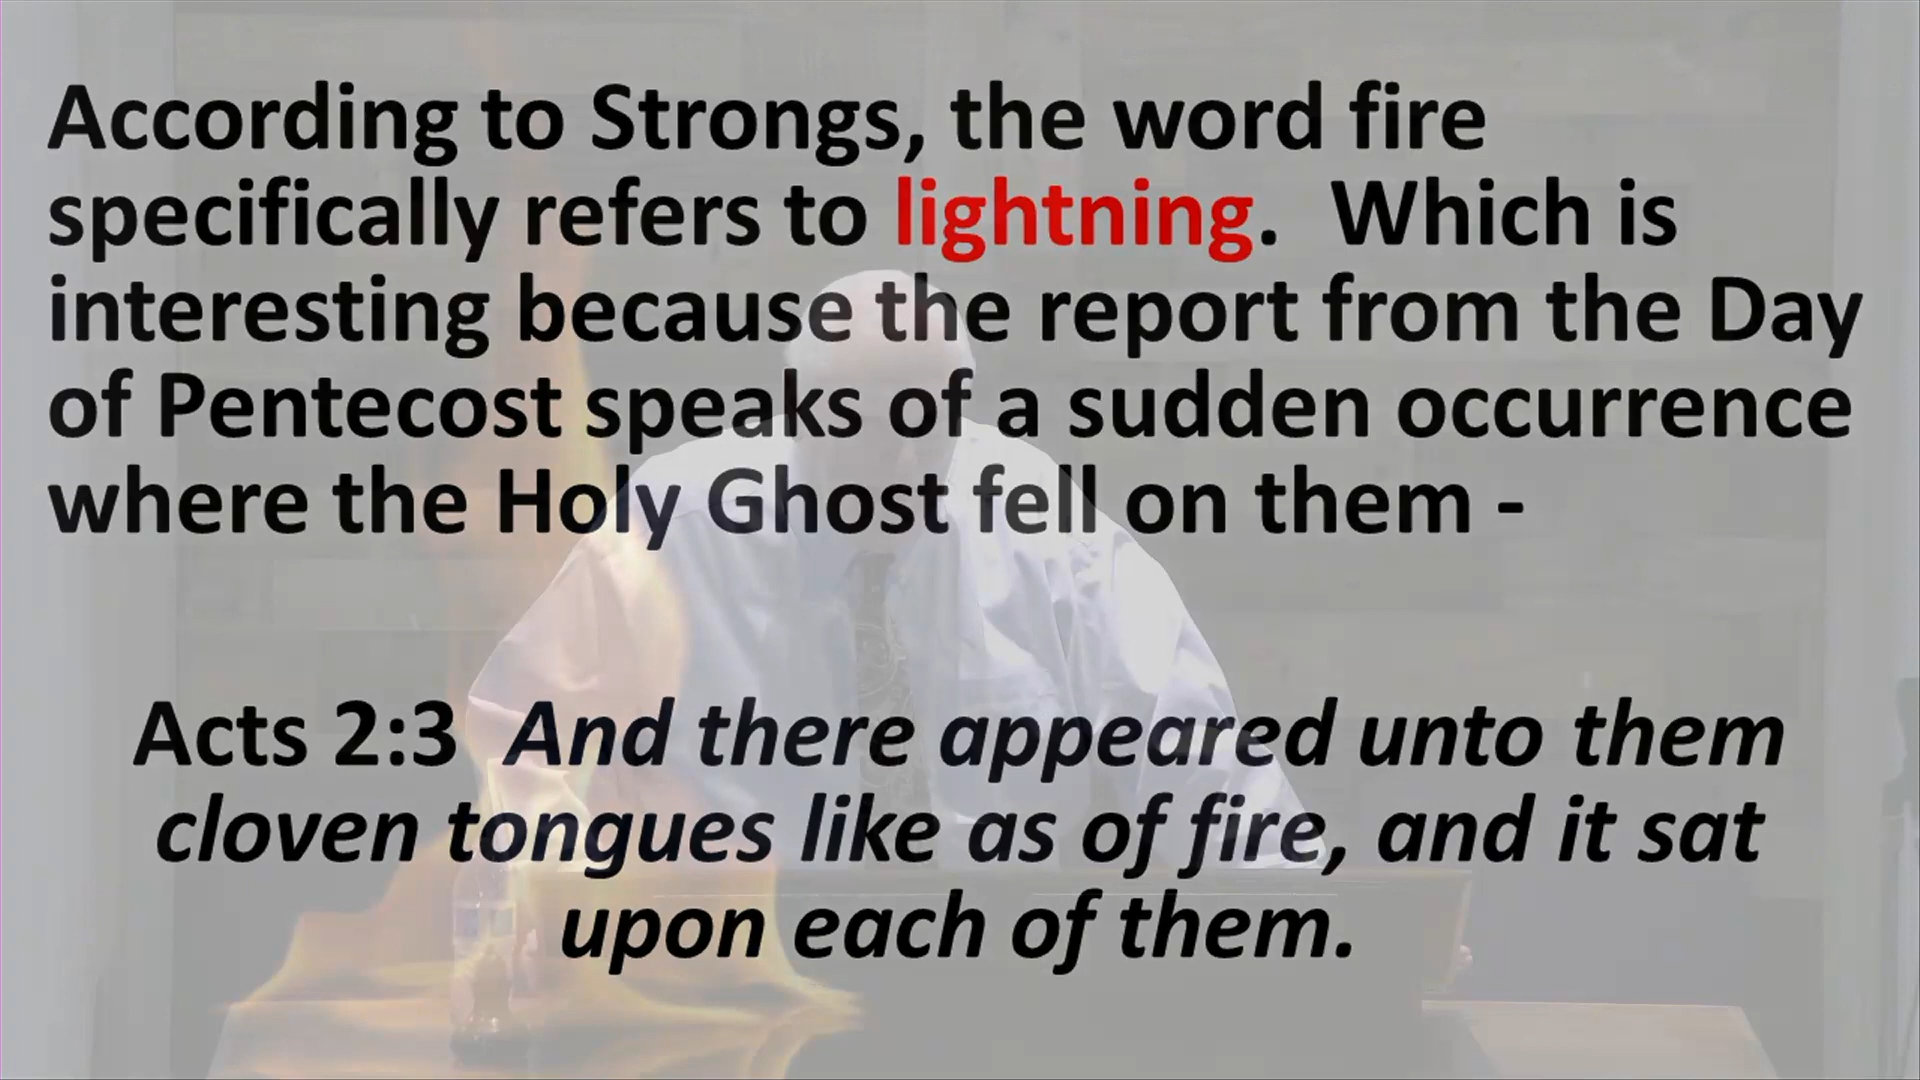 According to Strongs, the word fire
specifically refers to lightning.  Which is
interesting because the report from the Day
of Pentecost speaks of a sudden occurrence
where the Holy Ghost fell on them -
Acts 2:3  And there appeared unto them
cloven tongues like as of fire, and it sat
upon each of them.